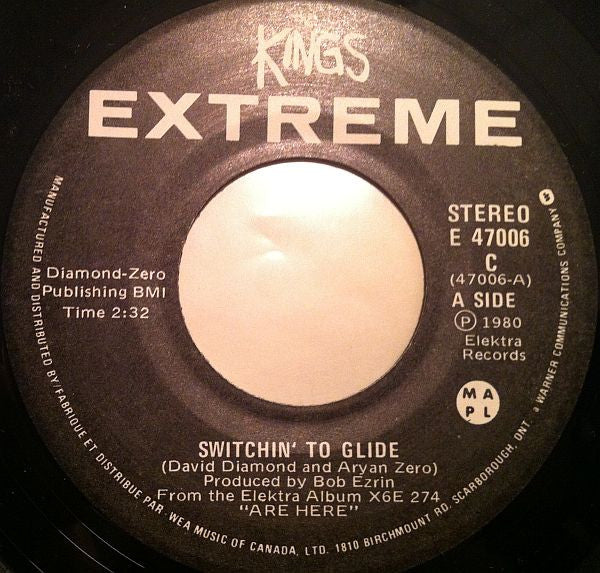 THE
KINGS
EXTREME
STEREO
E 47006
C
(47006-A)
A SIDE
Ⓟ 1980
Elektra
Records
Diamond-Zero
Publishing BMI
Time 2:32
M A
P L
SWITCHIN' TO GLIDE
(David Diamond and Aryan Zero)
Produced by Bob Ezrin
From the Elektra Album X6E 274
"ARE HERE"
MANUFACTURED AND DISTRIBUTED BY/FABRIQUE ET DISTRIBUE PAR: WEA MUSIC OF CANADA, LTD. 1810 BIRCHMOUNT RD. SCARBOROUGH, ONT. a WARNER COMMUNICATIONS COMPANY